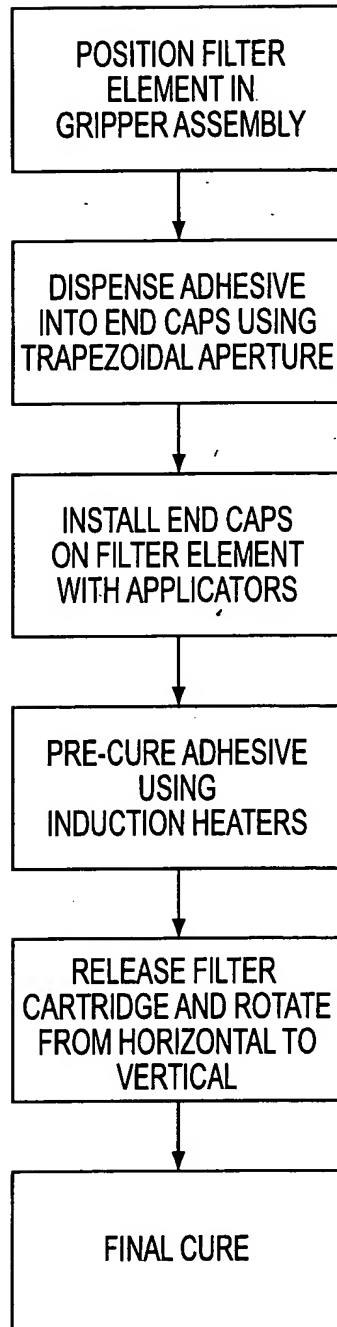 POSITION FILTER
ELEMENT IN
GRIPPER ASSEMBLY
DISPENSE ADHESIVE
INTO END CAPS USING
TRAPEZOIDAL APERTURE
INSTALL END CAPS
ON FILTER ELEMENT
WITH APPLICATORS
PRE-CURE ADHESIVE
USING
INDUCTION HEATERS
RELEASE FILTER
CARTRIDGE AND ROTATE
FROM HORIZONTAL TO
VERTICAL
FINAL CURE